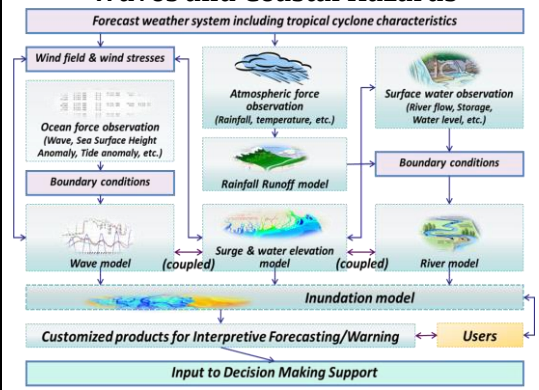 Waves and Coastal Hazards
Forecast weather system including tropical cyclone characteristics
Wind field & wind stresses
Atmospheric force
observation
(Rainfall, temperature, etc.)
Surface water observation
(River flow, Storage,
Water level, etc.)
Ocean force observation
(Wave, Sea Surface Height
Anomaly, Tide anomaly, etc.)
Boundary conditions
Rainfall Runoff model
Boundary conditions
Wave model
(coupled)
Surge & water elevation
model
(coupled)
River model
Inundation model
Customized products for Interpretive Forecasting/Warning
Users
Input to Decision Making Support